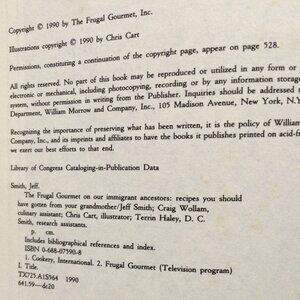 Copyright © 1990 by The Frugal Gourmet, Inc.
Illustrations copyright © 1990 by Chris Cart
Permissions, constituting a continuation of the copyright page, appear on page 528.
All rights reserved. No part of this book may be reproduced or utilized in any form or
electronic or mechanical, including photocopying, recording or by any information storage
system, without permission in writing from the Publisher. Inquiries should be addressed
Department, William Morrow and Company, Inc., 105 Madison Avenue, New York, N.Y.
Recognizing the importance of preserving what has been written, it is the policy of William
Company, Inc., and its imprints and affiliates to have the books it publishes printed on acid-f
we exert our best efforts to that end.
Library of Congress Cataloging-in-Publication Data
Smith, Jeff.
The Frugal Gourmet on our immigrant ancestors: recipes you should
have gotten from your grandmother/Jeff Smith; Craig Wollam,
culinary assistant; Chris Cart, illustrator; Terrin Haley, D. C.
Smith, research assistants.
p. cm.
Includes bibliographical references and index.
ISBN 0-688-07590-8
1. Cookery, International. 2. Frugal Gourmet (Television program)
I. Title.
TX725.A1S564 1990
641.59—dc20